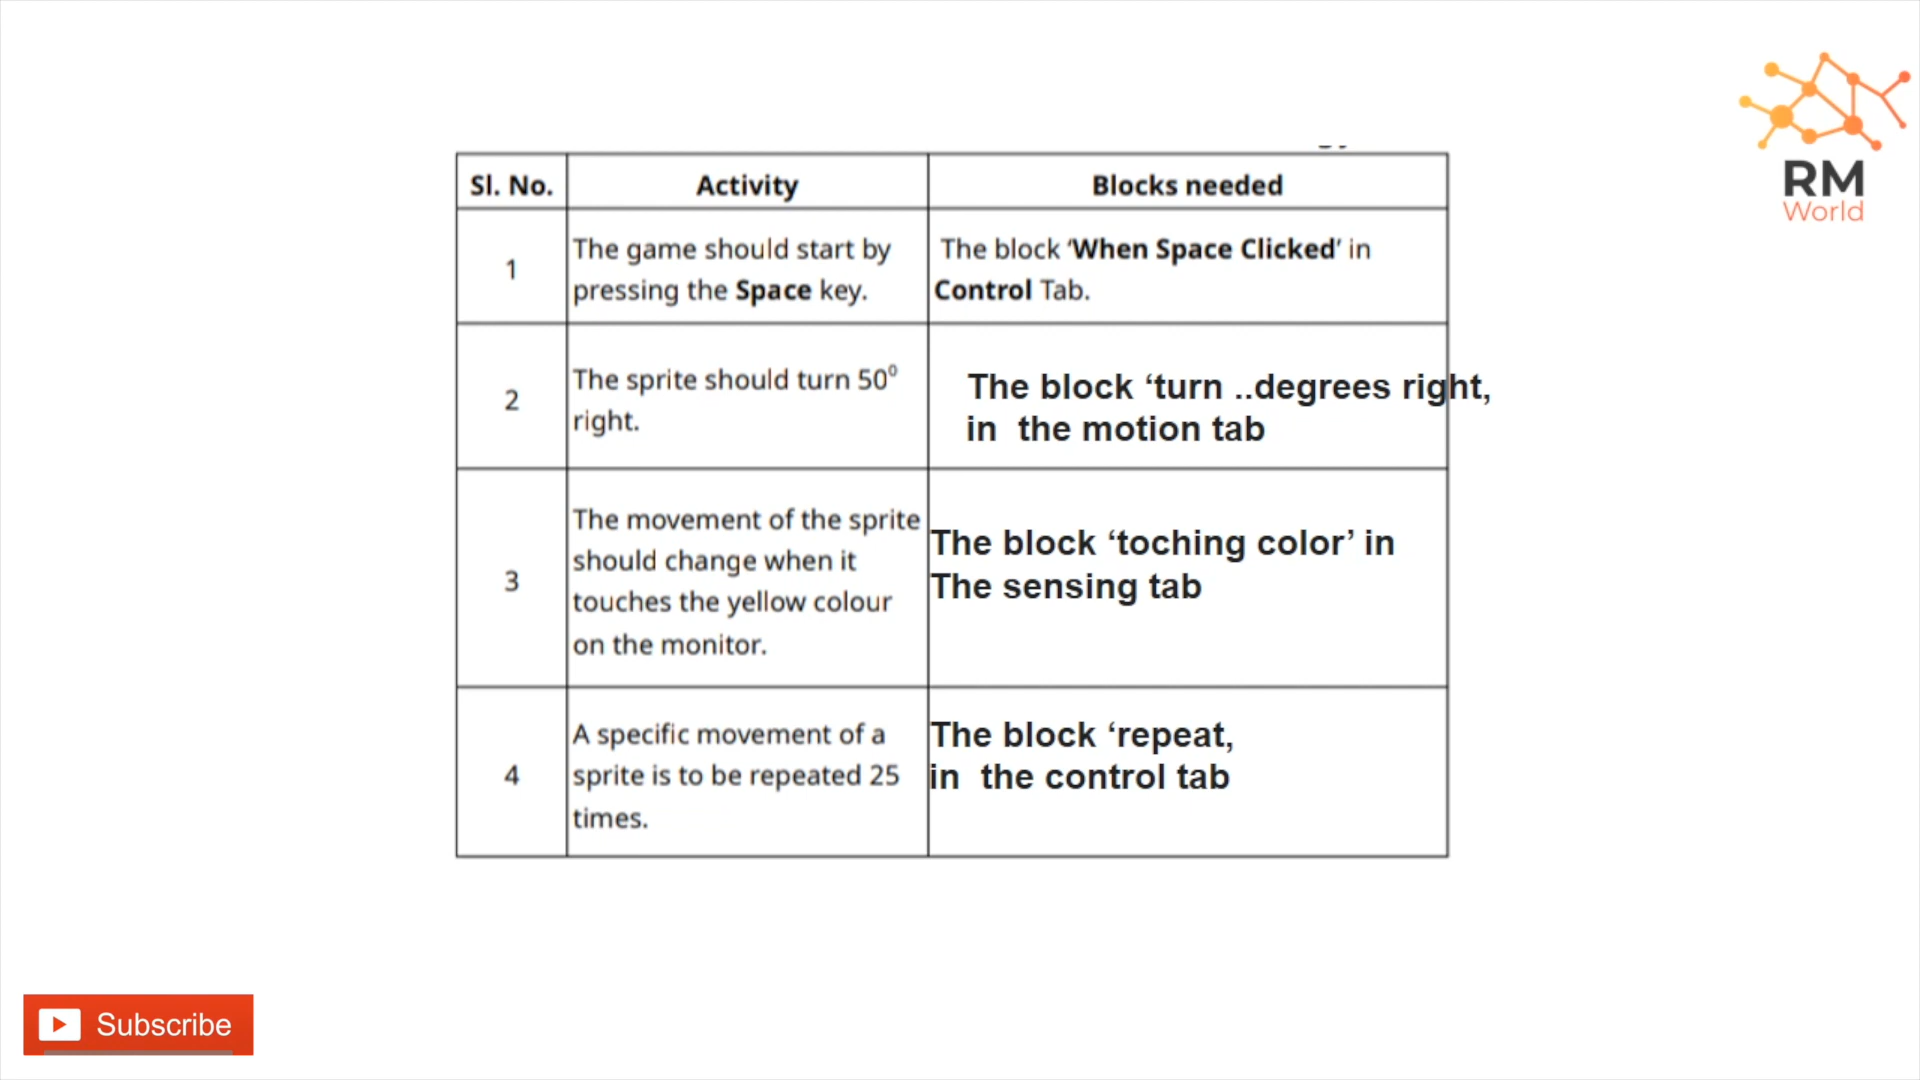 RM
World
Sl. No. Activity Blocks needed
1
The game should start by
pressing the Space key.
The block ‘When Space Clicked’ in
Control Tab.
2
The sprite should turn 50⁰
right.
The block ‘turn ..degrees right,
in the motion tab
3
The movement of the sprite
should change when it
touches the yellow colour
on the monitor.
The block ‘toching color’ in
The sensing tab
4
A specific movement of a
sprite is to be repeated 25
times.
The block ‘repeat,
in the control tab
Subscribe